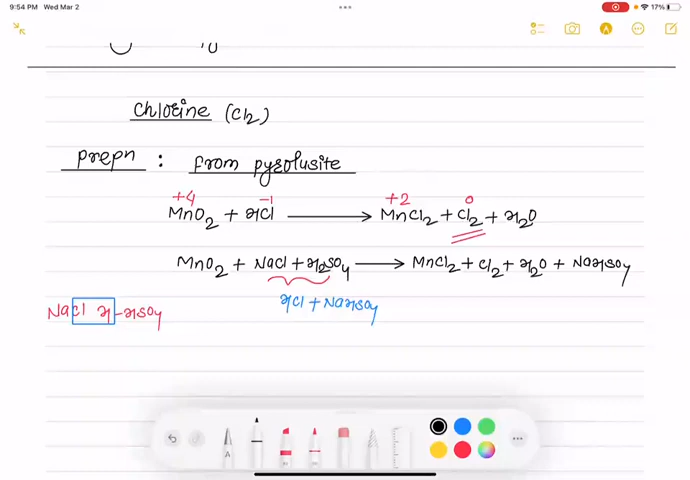 9:54 PM Wed Mar 2
17%
Chlorine (Cl2)
Prepn : from pyrolusite
+4 -1 +2 0
MnO2 + HCl ⟶ MnCl2 + Cl2 + H2O
MnO2 + NaCl + H2SO4 ⟶ MnCl2 + Cl2 + H2O + NaHSO4
HCl + NaHSO4
NaCl H-HSO4
A